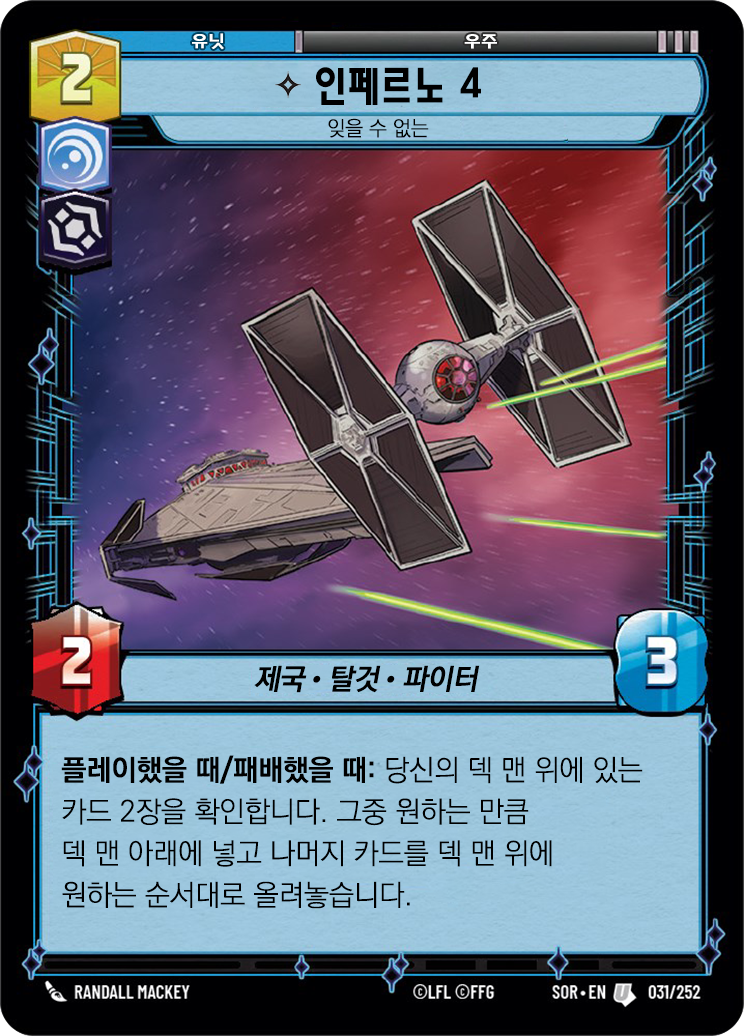 유닛
우주
2
인페르노 4
잊을 수 없는
2
3
제국 • 탈것 • 파이터
플레이했을 때/패배했을 때: 당신의 덱 맨 위에 있는
카드 2장을 확인합니다. 그중 원하는 만큼
덱 맨 아래에 넣고 나머지 카드를 덱 맨 위에
원하는 순서대로 올려놓습니다.
RANDALL MACKEY ©LFL ©FFG SOR • EN U 031/252